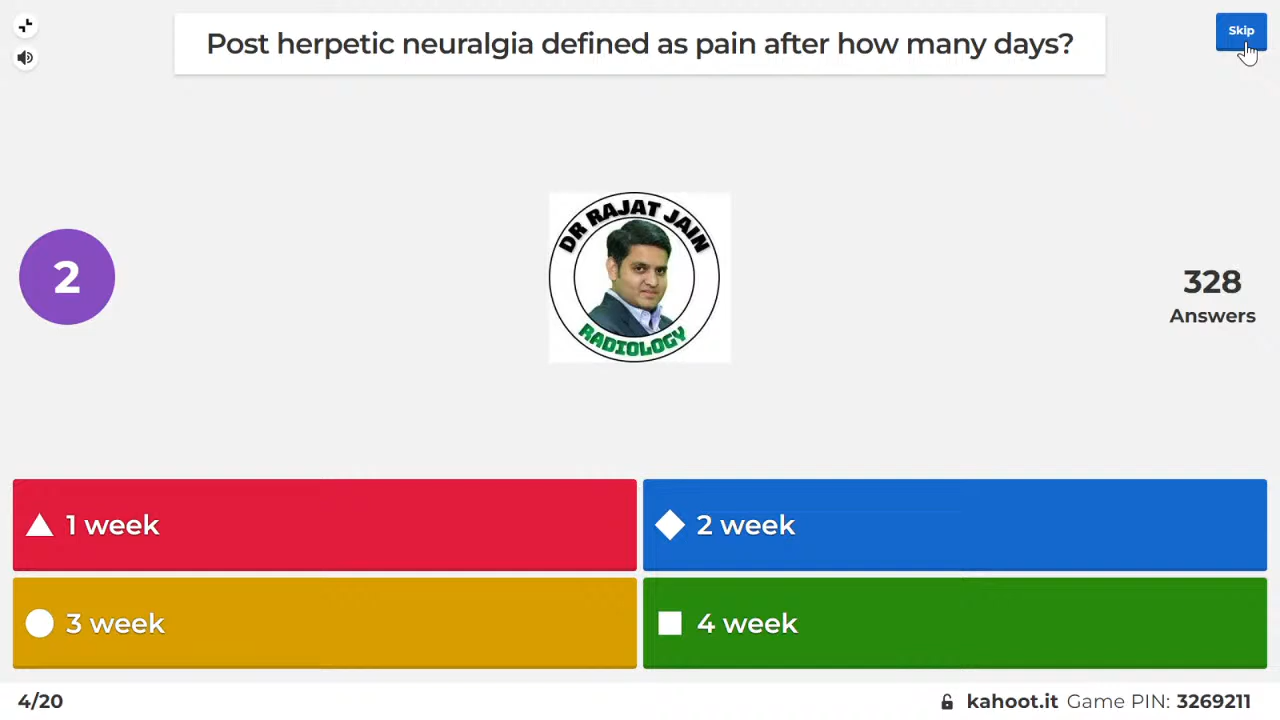 Post herpetic neuralgia defined as pain after how many days?
Skip
DR RAJAT JAIN
RADIOLOGY
2
328
Answers
1 week
2 week
3 week
4 week
4/20
kahoot.it Game PIN: 3269211